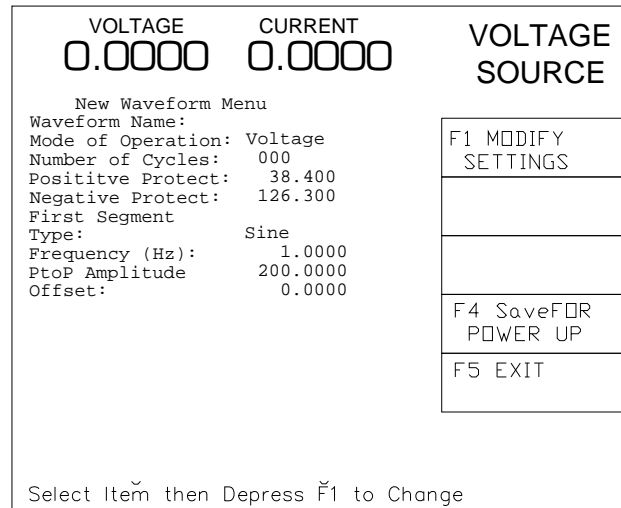 VOLTAGE CURRENT
0.0000 0.0000
VOLTAGE
SOURCE
New Waveform Menu
Waveform Name:
Mode of Operation: Voltage
Number of Cycles: 000
Posititve Protect: 38.400
Negative Protect: 126.300
First Segment
Type: Sine
Frequency (Hz): 1.0000
PtoP Amplitude 200.0000
Offset: 0.0000
F1 MODIFY
SETTINGS
F4 SaveFOR
POWER UP
F5 EXIT
Select Item then Depress F1 to Change